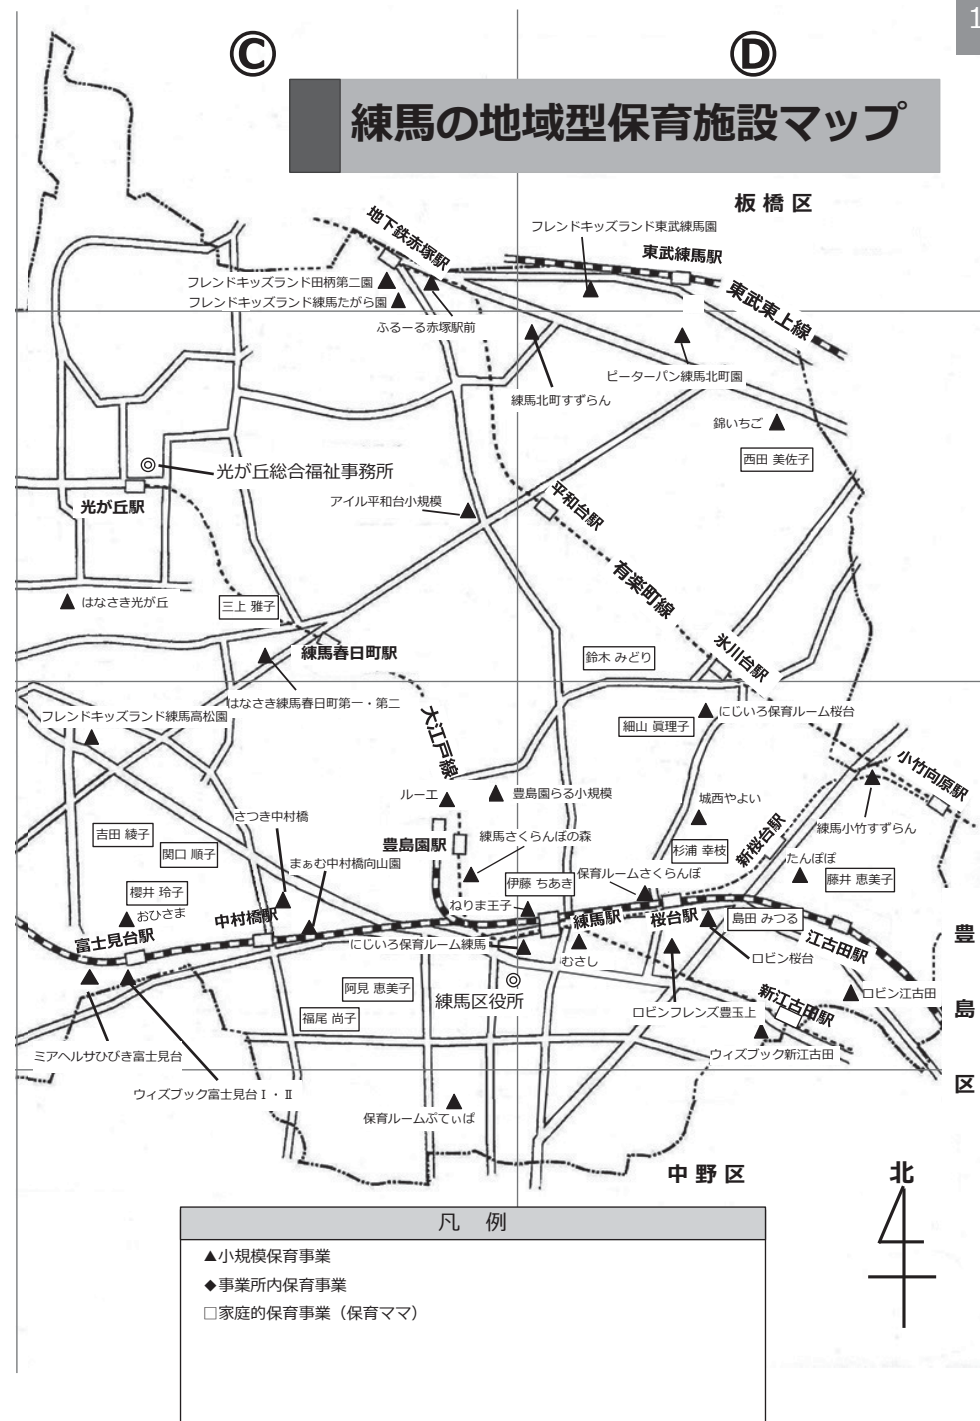 1
Ⓒ
Ⓓ
練馬の地域型保育施設マップ
板橋区
地下鉄赤塚駅
フレンドキッズランド東武練馬園
東武練馬駅
フレンドキッズランド田柄第二園
フレンドキッズランド練馬たがら園
東武東上線
ふるーる赤塚駅前
ピーターパン練馬北町園
練馬北町すずらん
錦いちご
西田 美佐子
光が丘総合福祉事務所
アイル平和台小規模
光が丘駅
平和台駅
有楽町線
はなさき光が丘
三上 雅子
練馬春日町駅
鈴木 みどり
氷川台駅
はなさき練馬春日町第一・第二
フレンドキッズランド練馬高松園
大江戸線
細山 眞理子
にじいろ保育ルーム桜台
小竹向原駅
ルーエ
豊島園らる小規模
城西やよい
さつき中村橋
練馬小竹すずらん
吉田 綾子
豊島園駅
練馬さくらんぼの森
新桜台駅
関口 順子
まぁむ中村橋向山園
杉浦 幸枝
たんぽぽ
保育ルームさくらんぼ
藤井 恵美子
櫻井 玲子
伊藤 ちあき
おひさま
ねりま王子
中村橋駅
練馬駅
桜台駅
島田 みつる
富士見台駅
にじいろ保育ルーム練馬
むさし
江古田駅
ロビン桜台
豊島区
阿見 恵美子
練馬区役所
新江古田駅
ロビン江古田
福尾 尚子
ロビンフレンズ豊玉上
ミアヘルサひびき富士見台
ウィズブック新江古田
ウィズブック富士見台Ⅰ・Ⅱ
保育ルームぷてぃぱ
中野区
北
凡 例
▲小規模保育事業
◆事業所内保育事業
□家庭的保育事業（保育ママ）